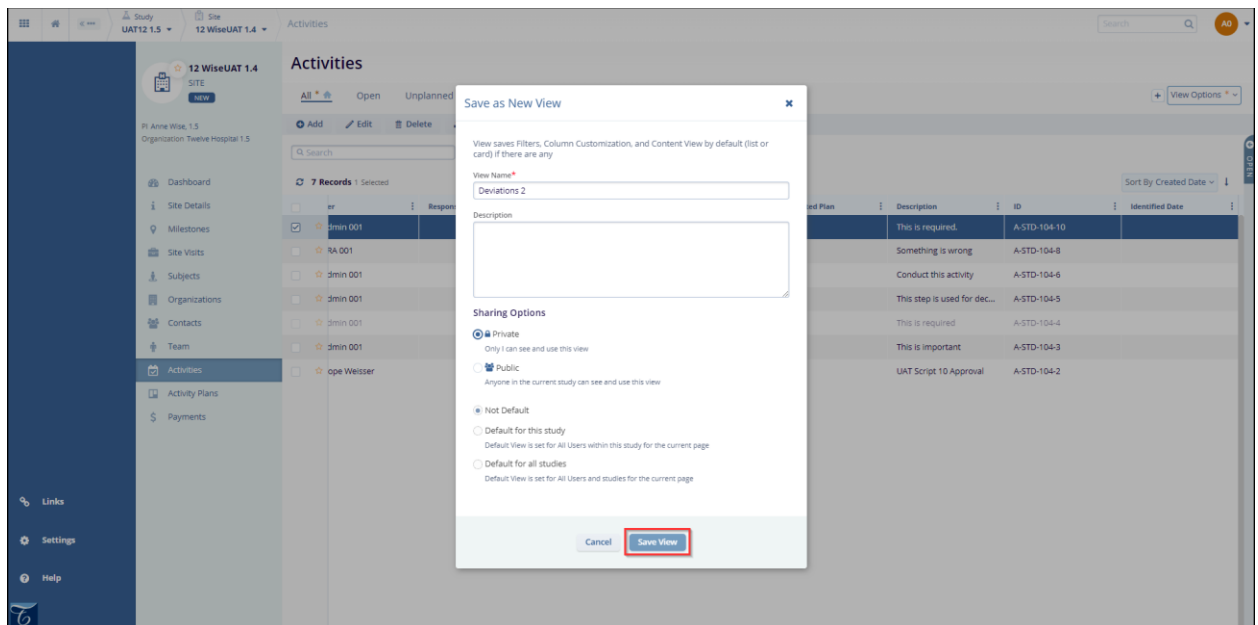 Study
UAT12 1.5
Site
12 WiseUAT 1.4
Activities
Search
AO
12 WiseUAT 1.4
SITE
NEW
PI Anne Wise, 1.5
Organization Twelve Hospital 1.5
Dashboard
Site Details
Milestones
Site Visits
Subjects
Organizations
Contacts
Team
Activities
Activity Plans
Payments
Links
Settings
Help
Activities
All *
Open
Unplanned
+ View Options *
Add
Edit
Delete
Search
7 Records 1 Selected
Sort By Created Date
OPEN
er Respon ted Plan Description ID Identified Date
dmin 001 This is required. A-STD-104-10
RA 001 Something is wrong A-STD-104-8
dmin 001 Conduct this activity A-STD-104-6
dmin 001 This step is used for dec... A-STD-104-5
dmin 001 This is required A-STD-104-4
dmin 001 This is important A-STD-104-3
ope Weisser UAT Script 10 Approval A-STD-104-2
Save as New View
View saves Filters, Column Customization, and Content View by default (list or
card) if there are any
View Name*
Deviations 2
Description
Sharing Options
Private
Only I can see and use this view
Public
Anyone in the current study can see and use this view
Not Default
Default for this study
Default View is set for All Users within this study for the current page
Default for all studies
Default View is set for All Users and studies for the current page
Cancel
Save View